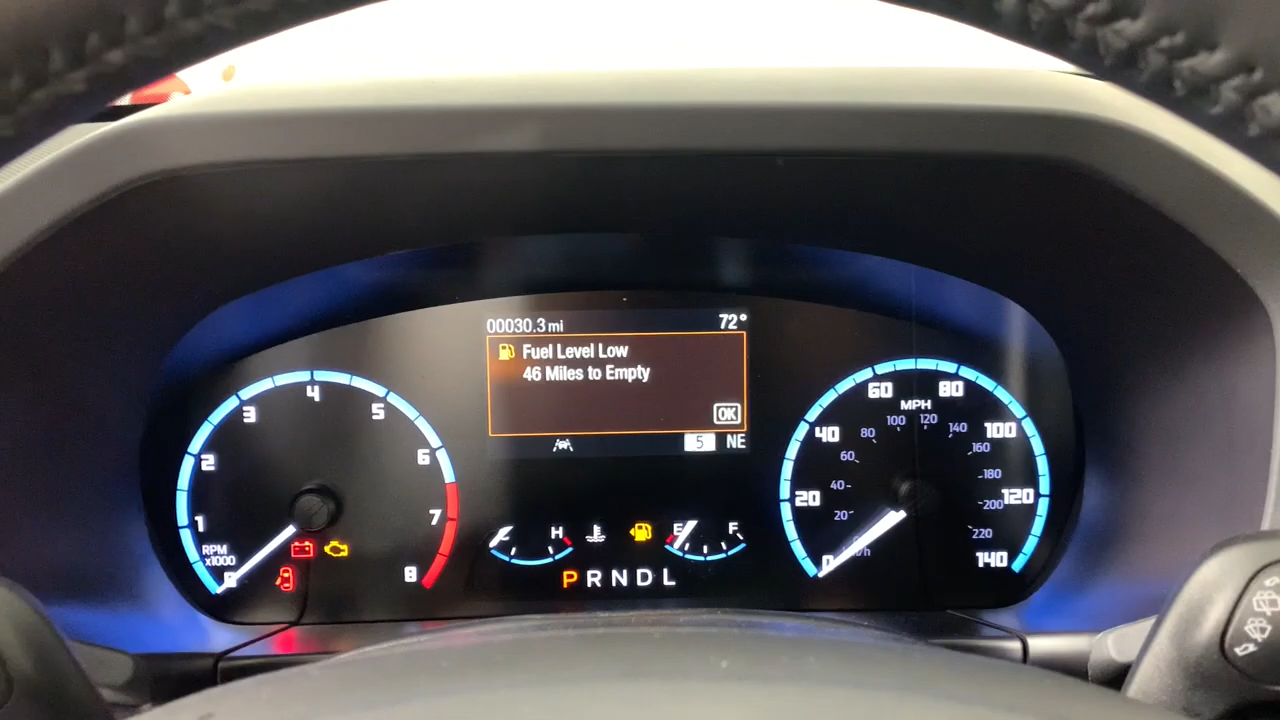 00030.3 mi 72°
Fuel Level Low
46 Miles to Empty
OK
5 NE
0 1 2 3 4 5 6 7 8
RPM
x1000
H
E F
P R N D L
0 20 40 60 80 100 120 140
MPH
20 40 60 80 100 120 140 160 180 200 220